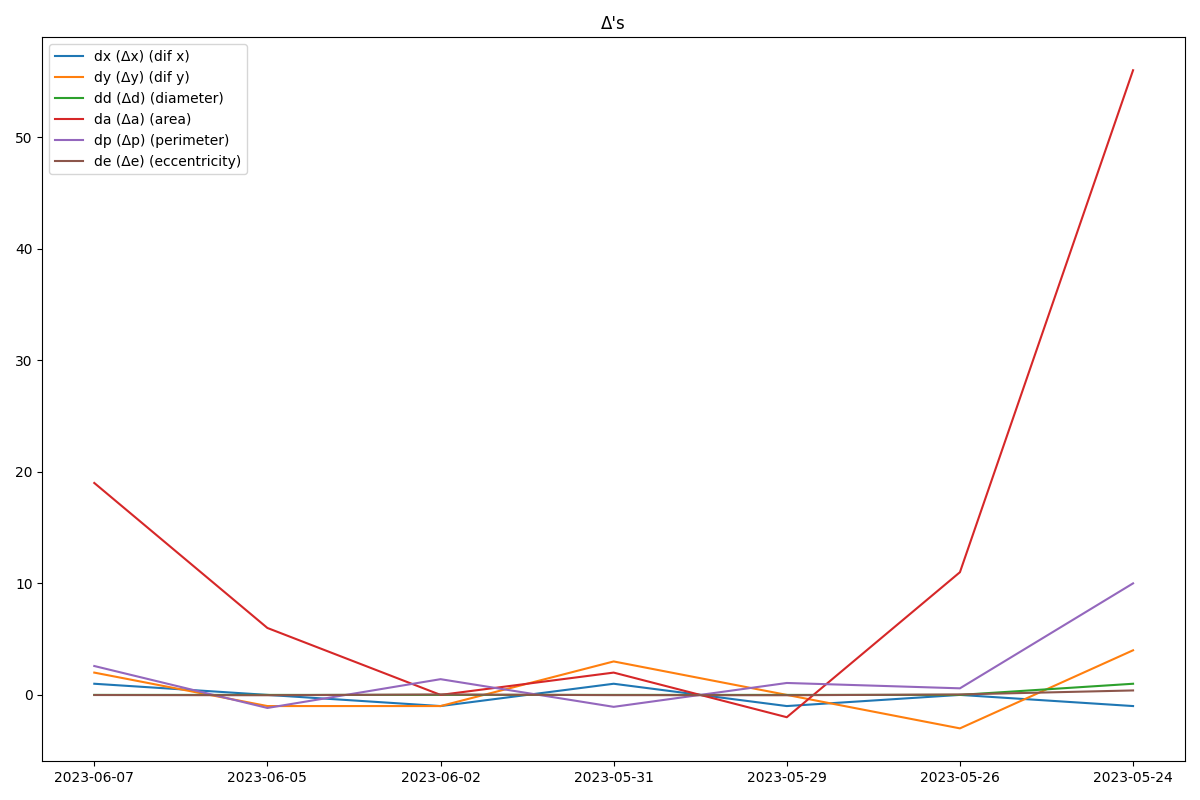 Δ's
dx (Δx) (dif x)
dy (Δy) (dif y)
dd (Δd) (diameter)
da (Δa) (area)
dp (Δp) (perimeter)
de (Δe) (eccentricity)
50
40
30
20
10
0
2023-06-07 2023-06-05 2023-06-02 2023-05-31 2023-05-29 2023-05-26 2023-05-24